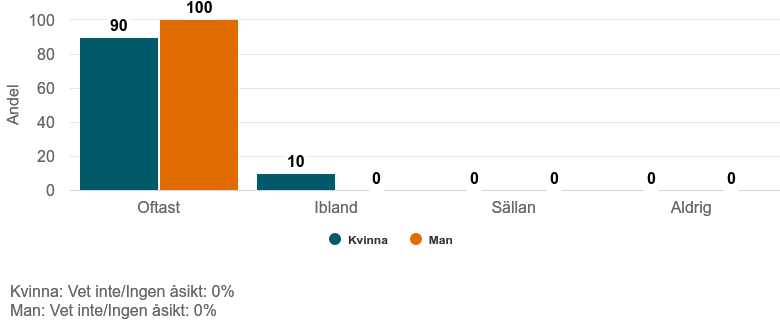 100
80
60
40
20
0
Andel
90
100
10
0
0
0
0
0
Oftast
Ibland
Sällan
Aldrig
Kvinna
Man
Kvinna: Vet inte/Ingen åsikt: 0%
Man: Vet inte/Ingen åsikt: 0%